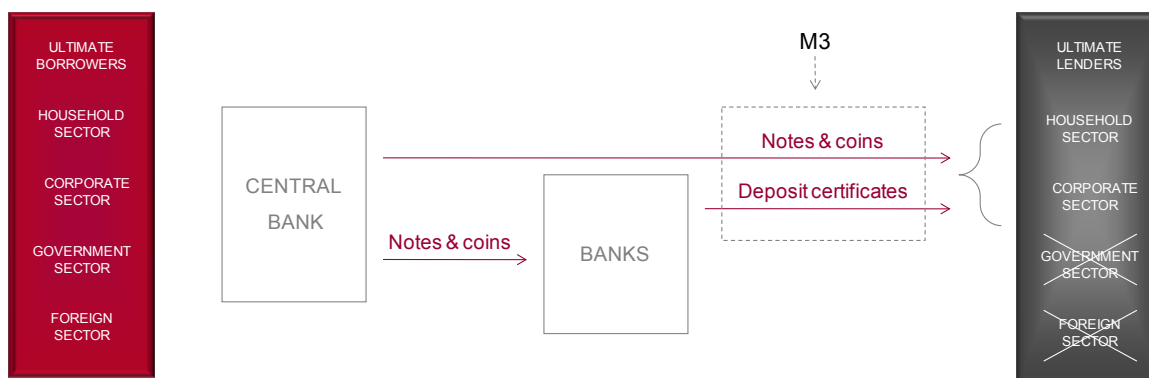 ULTIMATE
BORROWERS
HOUSEHOLD
SECTOR
CORPORATE
SECTOR
GOVERNMENT
SECTOR
FOREIGN
SECTOR
CENTRAL
BANK
Notes & coins
BANKS
M3
Notes & coins
Deposit certificates
ULTIMATE
LENDERS
HOUSEHOLD
SECTOR
CORPORATE
SECTOR
GOVERNMENT
SECTOR
FOREIGN
SECTOR